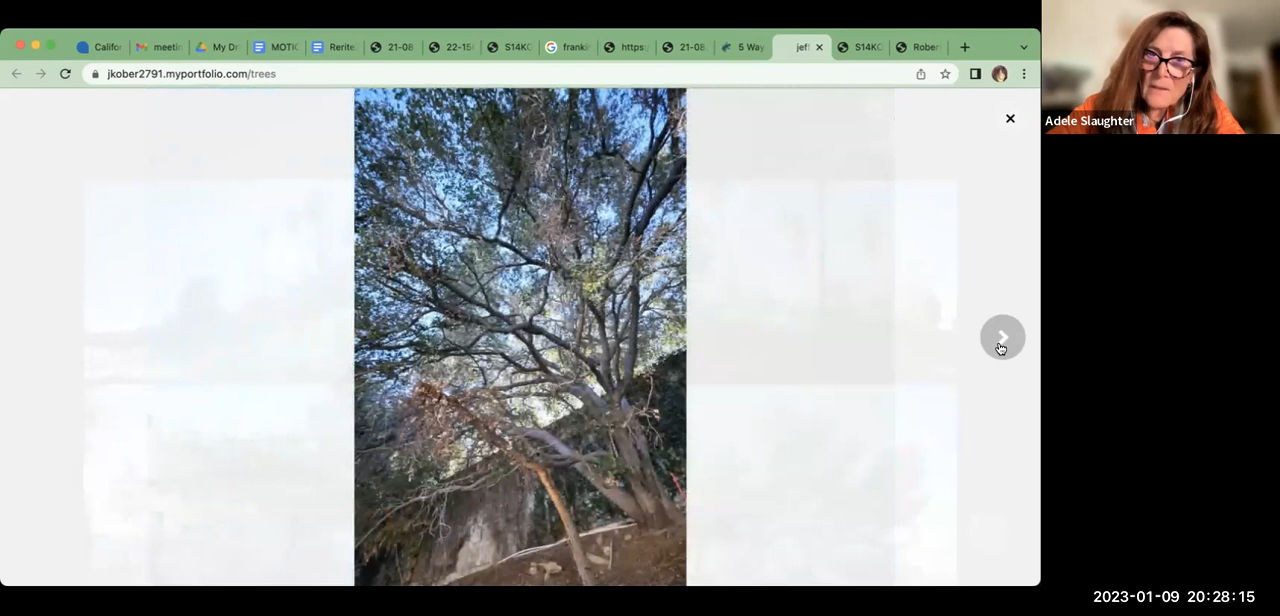 Califor meetin My Dr MOTK Rerite 21-08 22-15 S14KC franki https: 21-08. 5 Way jef S14KC Rober
jkober2791.myportfolio.com/trees
Adele Slaughter
2023-01-09 20:28:15